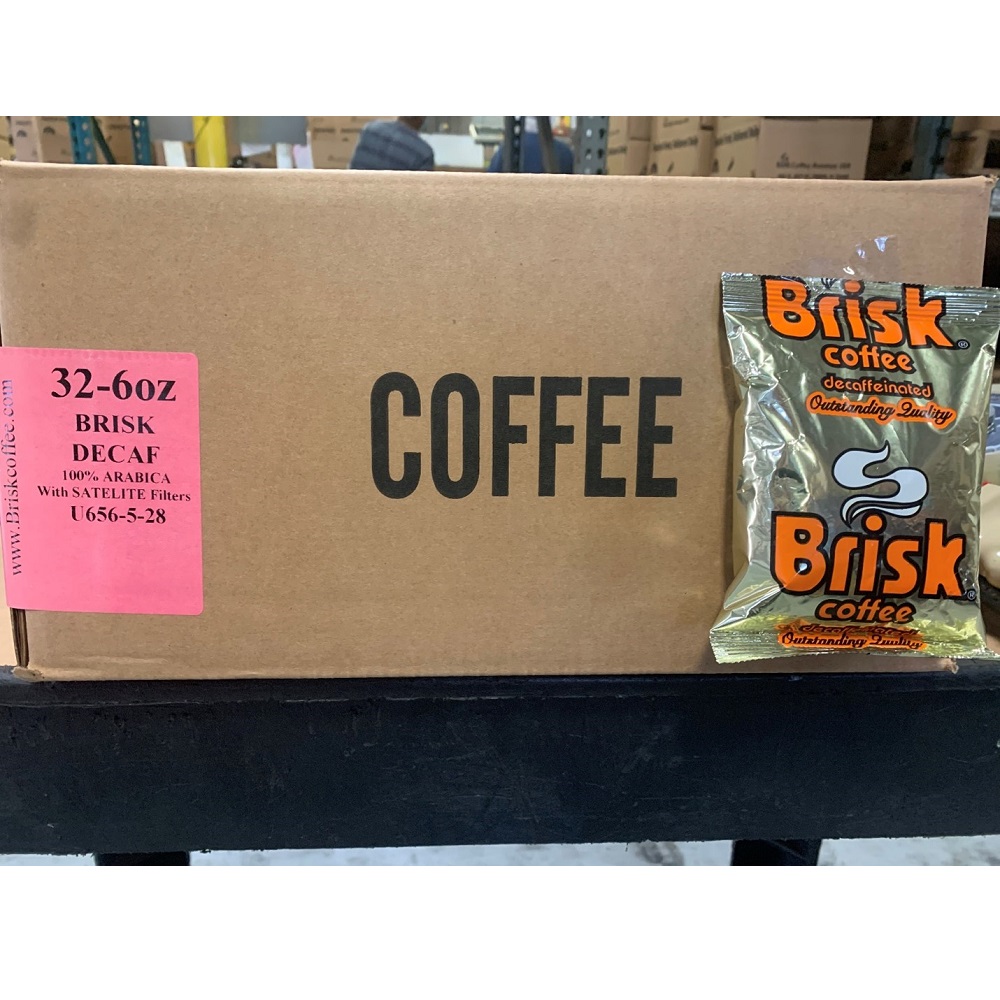 www.Briskcoffee.com
32-6oz
BRISK
DECAF
100% ARABICA
With SATELITE Filters
U656-5-28
COFFEE
Brisk®
coffee
decaffeinated
Outstanding Quality
Brisk®
coffee
decaffeinated
Outstanding Quality